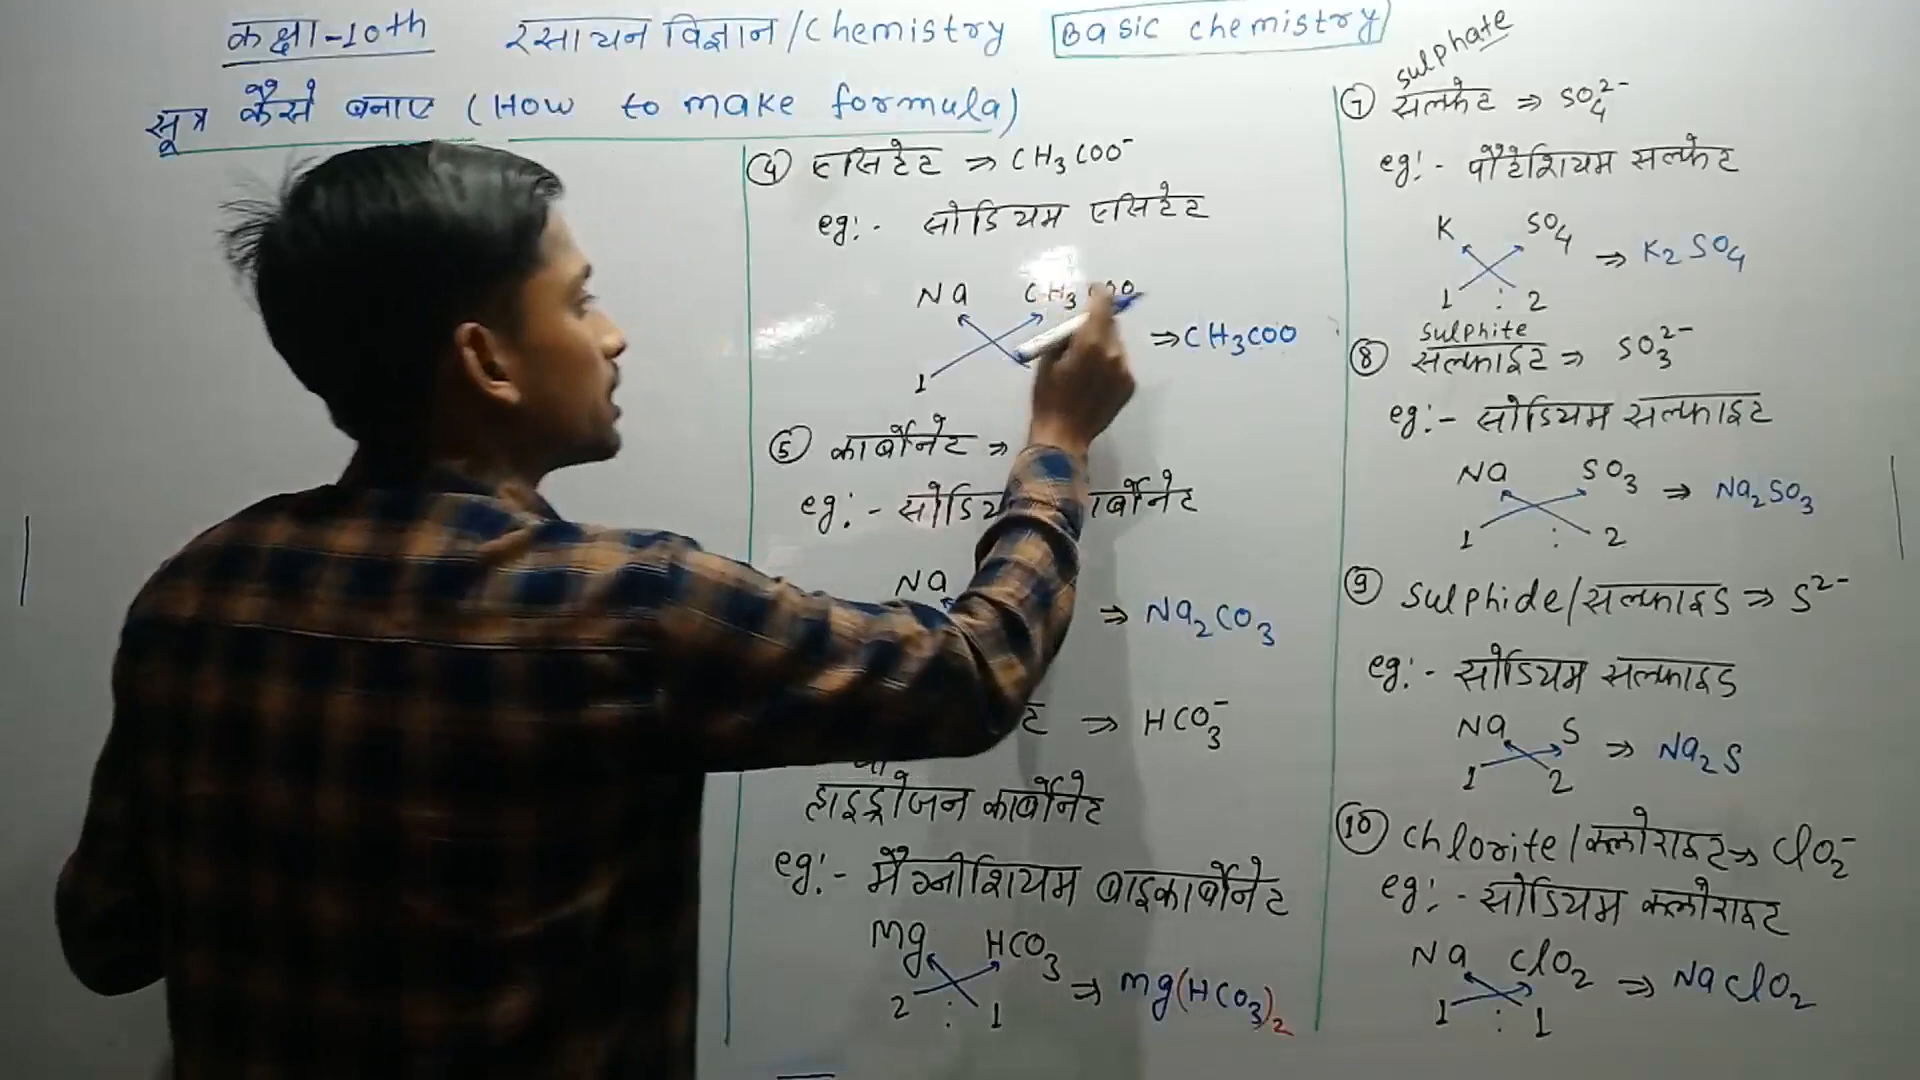 कक्षा-10th रसायन विज्ञान/Chemistry Basic chemistry
सूत्र कैसे बनाए (How to make formula)
④ एसिटेट ⇒ CH₃COO⁻
eg:- सोडियम एसिटेट
Na CH₃COO
1
⇒ CH₃COO
⑤ कार्बोनेट ⇒
eg:- सोडिय र्बोनेट
Na
⇒ Na₂CO₃
ट ⇒ HCO₃⁻
हाइड्रोजन कार्बोनेट
eg:- मैग्नीशियम बाइकार्बोनेट
Mg HCO₃
2 : 1
⇒ Mg(HCO₃)₂
sulphate
⑦ सल्फेट ⇒ SO₄²⁻
eg:- पोटेशियम सल्फेट
K SO₄
⇒ K₂SO₄
1 : 2
Sulphite
⑧ सल्फाइट ⇒ SO₃²⁻
eg:- सोडियम सल्फाइट
Na SO₃
⇒ Na₂SO₃
1 : 2
⑨ Sulphide/सल्फाइड ⇒ S²⁻
eg:- सोडियम सल्फाइड
Na S
⇒ Na₂S
1 2
⑩ Chlorite/क्लोराइट ⇒ ClO₂⁻
eg:- सोडियम क्लोराइट
Na ClO₂
⇒ NaClO₂
1 : 1